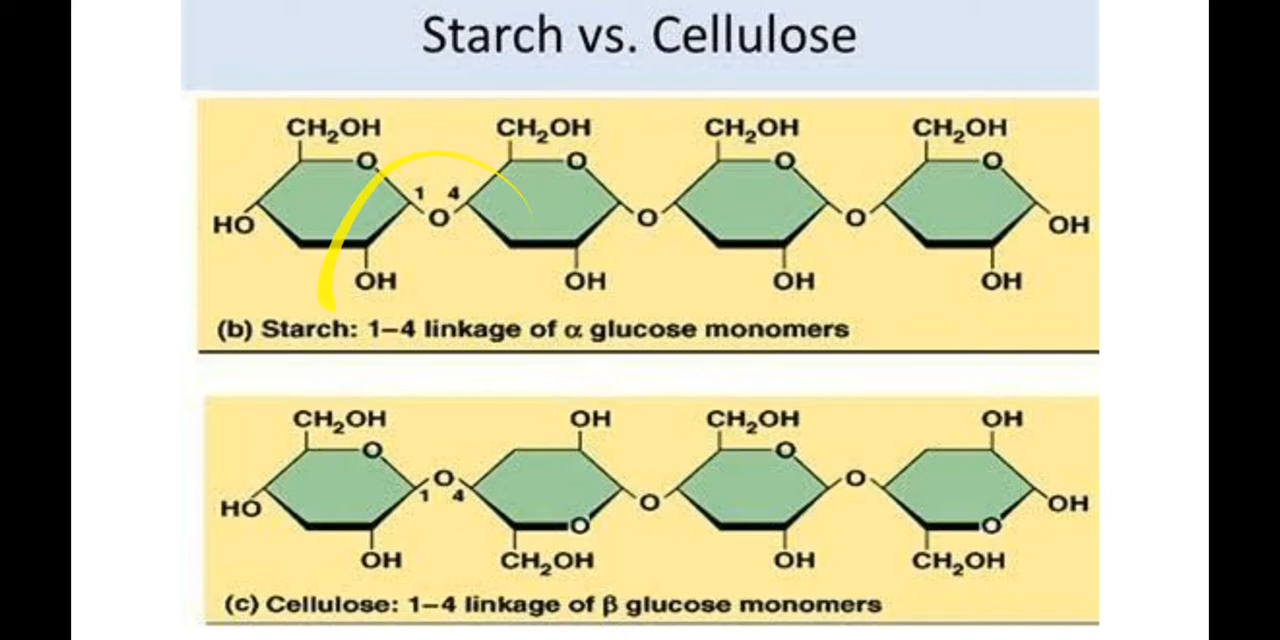 Starch vs. Cellulose
CH₂OH CH₂OH CH₂OH CH₂OH
O O O O
1 4
HO O O O OH
OH OH OH OH
(b) Starch: 1–4 linkage of α glucose monomers
CH₂OH OH CH₂OH OH
O O
O O
1 4
HO O OH
O O
OH CH₂OH OH CH₂OH
(c) Cellulose: 1–4 linkage of β glucose monomers